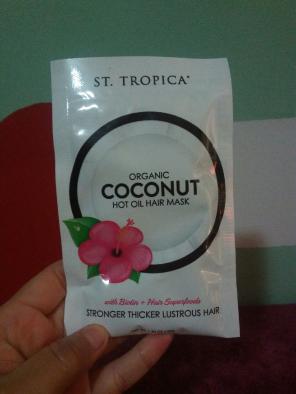 ST. TROPICA
ORGANIC
COCONUT
HOT OIL HAIR MASK
with Biotin + Hair Superfoods
STRONGER THICKER LUSTROUS HAIR